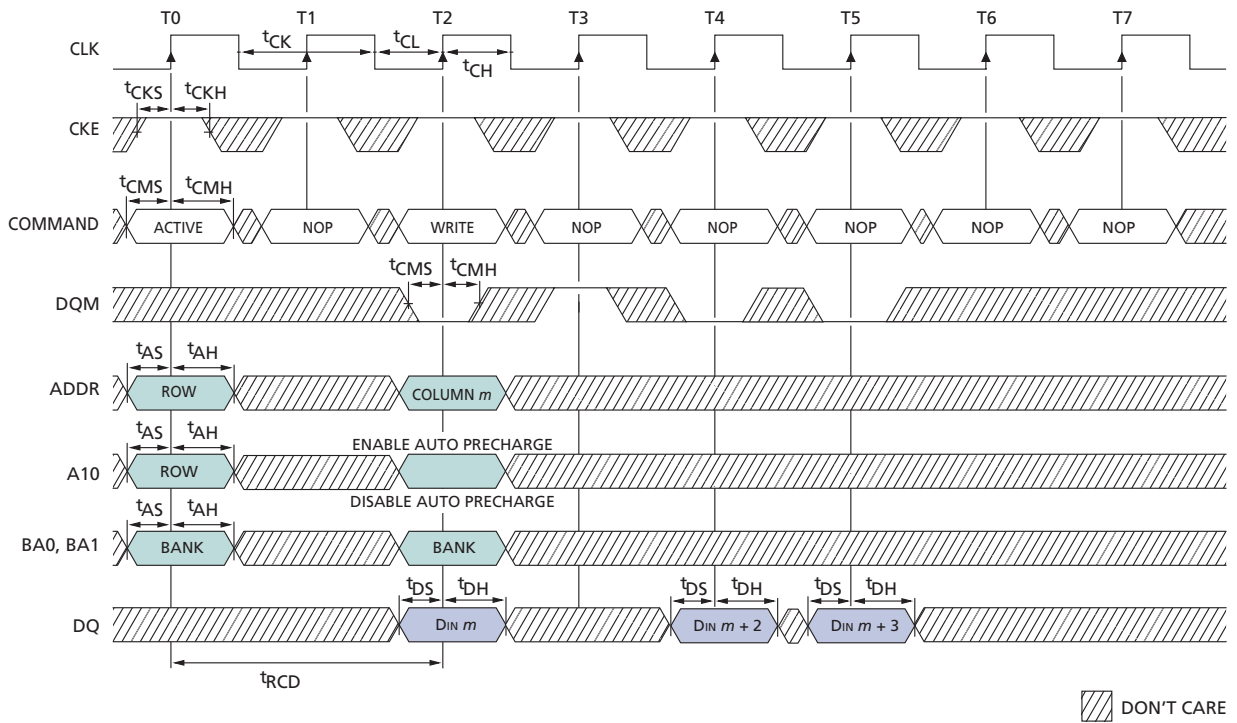 T0 T1 T2 T3 T4 T5 T6 T7
CLK tCK tCL tCH
tCKS tCKH
CKE
tCMS tCMH
COMMAND ACTIVE NOP WRITE NOP NOP NOP NOP NOP
tCMS tCMH
DQM
tAS tAH
ADDR ROW COLUMN m
tAS tAH ENABLE AUTO PRECHARGE
A10 ROW
DISABLE AUTO PRECHARGE
tAS tAH
BA0, BA1 BANK BANK
tDS tDH tDS tDH tDS tDH
DQ DIN m DIN m + 2 DIN m + 3
tRCD
DON'T CARE